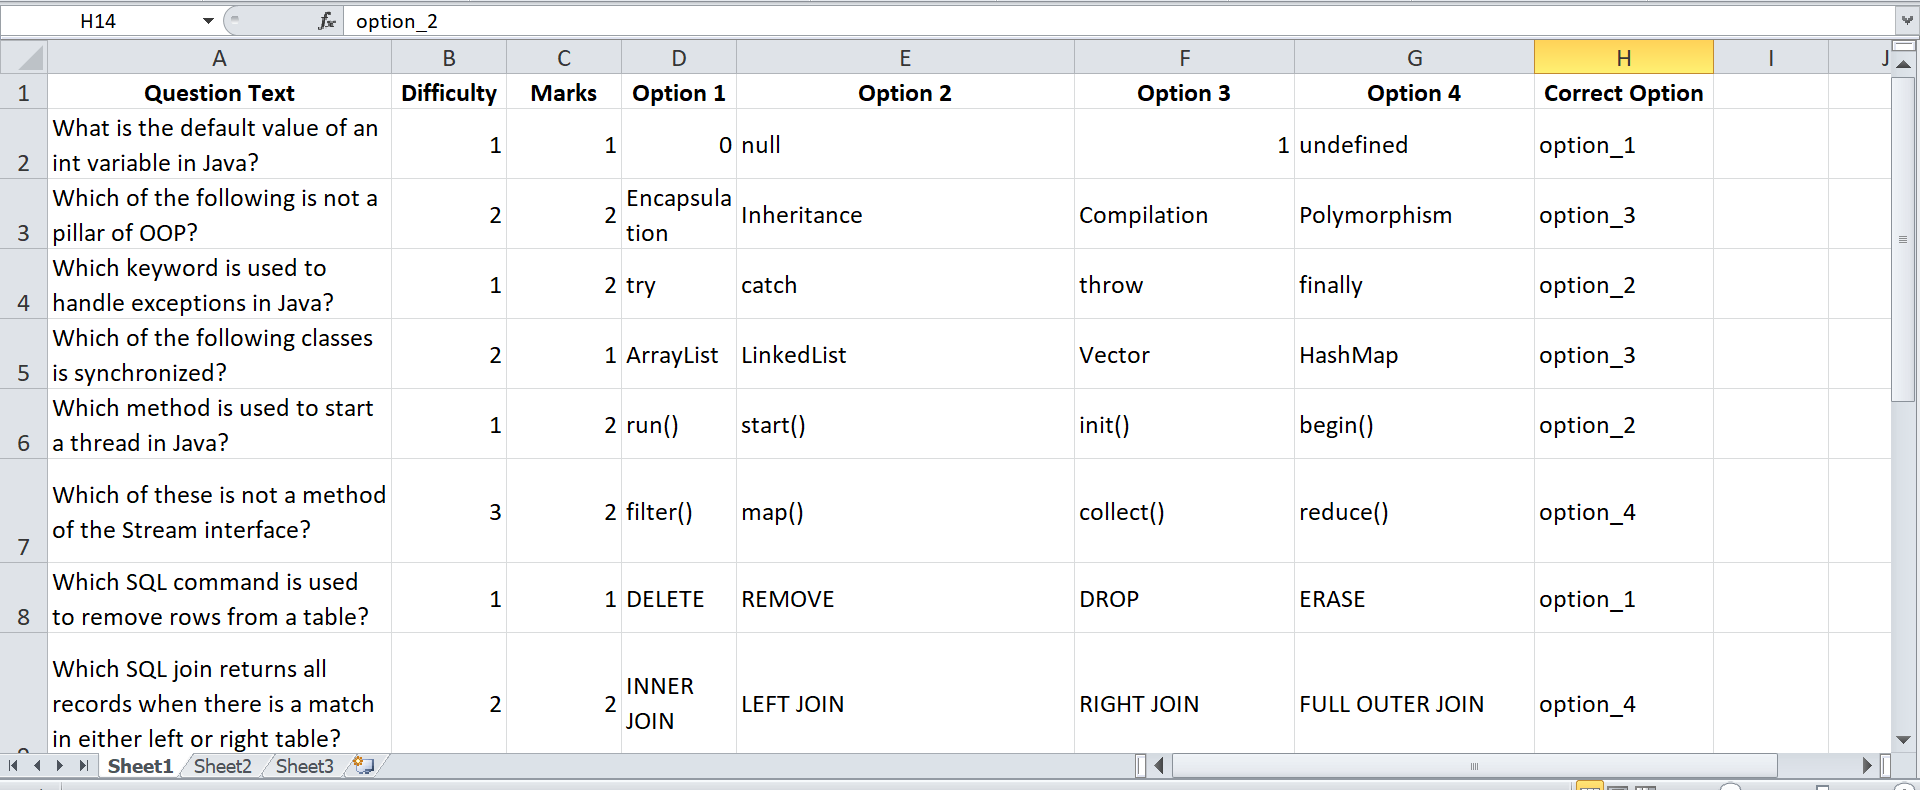 H14 fx option_2
A B C D E F G H I J
1 Question Text Difficulty Marks Option 1 Option 2 Option 3 Option 4 Correct Option
What is the default value of an
2 int variable in Java? 1 1 0 null 1 undefined option_1
Which of the following is not a
3 pillar of OOP? 2 2 Encapsula
tion Inheritance Compilation Polymorphism option_3
Which keyword is used to
4 handle exceptions in Java? 1 2 try catch throw finally option_2
Which of the following classes
5 is synchronized? 2 1 ArrayList LinkedList Vector HashMap option_3
Which method is used to start
6 a thread in Java? 1 2 run() start() init() begin() option_2
Which of these is not a method
7 of the Stream interface? 3 2 filter() map() collect() reduce() option_4
Which SQL command is used
8 to remove rows from a table? 1 1 DELETE REMOVE DROP ERASE option_1
Which SQL join returns all
records when there is a match
in either left or right table? 2 2 INNER
JOIN LEFT JOIN RIGHT JOIN FULL OUTER JOIN option_4
Sheet1 Sheet2 Sheet3